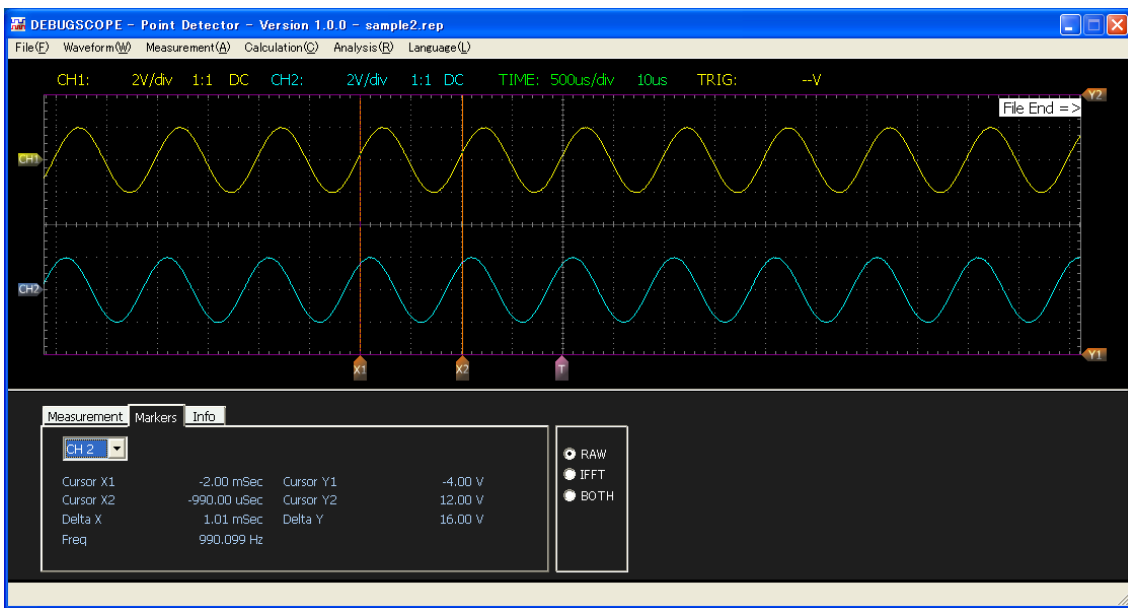 DEBUGSCOPE - Point Detector - Version 1.0.0 - sample2.rep
File(F) Waveform(W) Measurement(A) Calculation(C) Analysis(R) Language(L)
CH1: 2V/div 1:1 DC CH2: 2V/div 1:1 DC TIME: 500us/div 10us TRIG: --V
Y2
File End =>
CH1
CH2
Y1
X1 X2 T
Measurement Markers Info
CH 2
RAW
IFFT
BOTH
Cursor X1 -2.00 mSec Cursor Y1 -4.00 V
Cursor X2 -990.00 uSec Cursor Y2 12.00 V
Delta X 1.01 mSec Delta Y 16.00 V
Freq 990.099 Hz